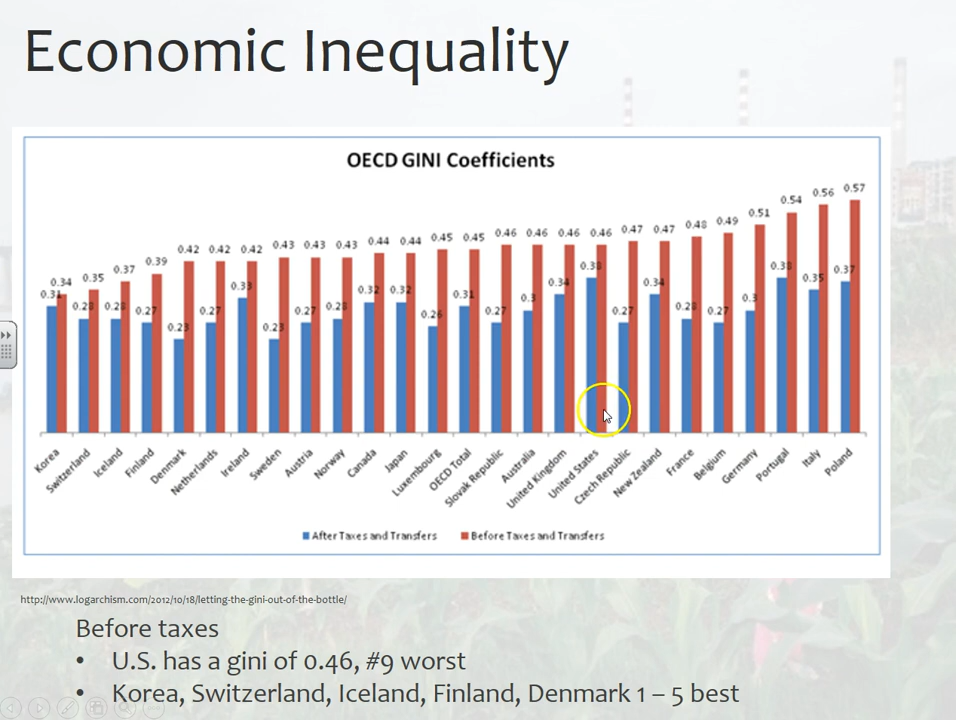 Economic Inequality
OECD GINI Coefficients
0.31 0.34 0.28 0.35 0.28 0.37 0.27 0.39 0.23 0.42 0.27 0.42 0.33 0.42 0.23 0.43 0.27 0.43 0.28 0.43 0.32 0.44 0.32 0.44 0.26 0.45 0.31 0.45 0.27 0.46 0.3 0.46 0.34 0.46 0.38 0.46 0.27 0.47 0.34 0.47 0.28 0.48 0.27 0.49 0.3 0.51 0.38 0.54 0.35 0.56 0.37 0.57
Korea
Switzerland
Iceland
Finland
Denmark
Netherlands
Ireland
Sweden
Austria
Norway
Canada
Japan
Luxembourg
OECD Total
Slovak Republic
Australia
United Kingdom
United States
Czech Republic
New Zealand
France
Belgium
Germany
Portugal
Italy
Poland
After Taxes and Transfers
Before Taxes and Transfers
http://www.logarchism.com/2012/10/18/letting-the-gini-out-of-the-bottle/
Before taxes
• U.S. has a gini of 0.46, #9 worst
• Korea, Switzerland, Iceland, Finland, Denmark 1 – 5 best